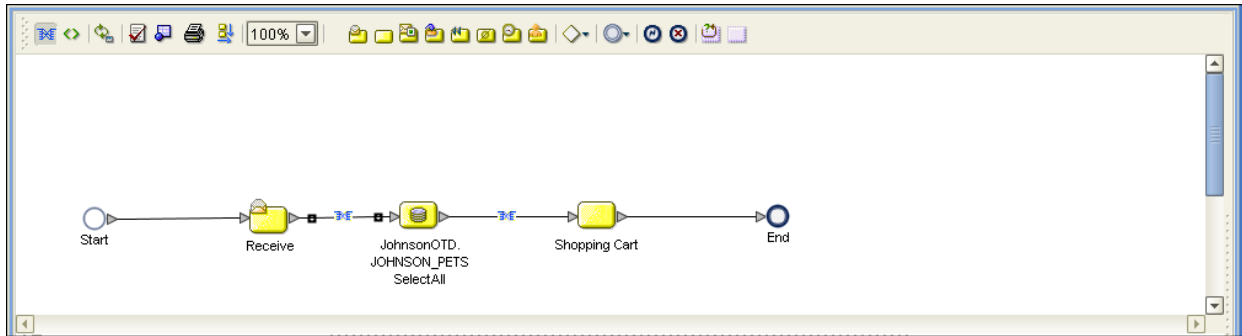 100%
Start
Receive
JohnsonOTD.
JOHNSON_PETS
SelectAll
Shopping Cart
End